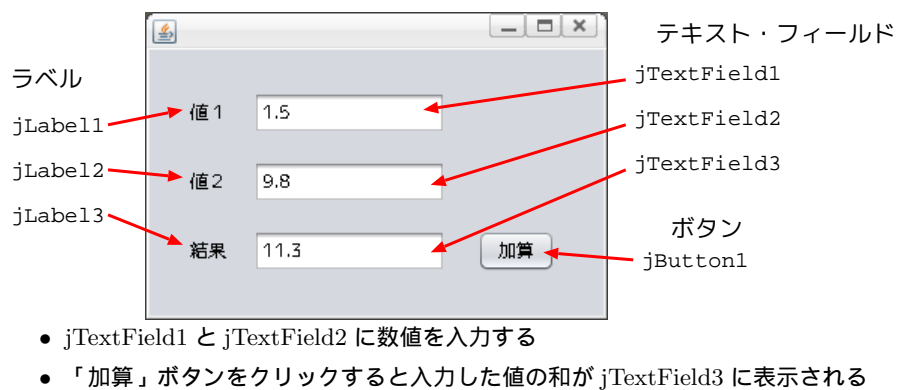 テキスト・フィールド
ラベル
jTextField1
値1 1.5
jLabel1
jTextField2
jLabel2
値2 9.8
jTextField3
jLabel3
ボタン
結果 11.3 加算
jButton1
• jTextField1 と jTextField2 に数値を入力する
• 「加算」ボタンをクリックすると入力した値の和が jTextField3 に表示される